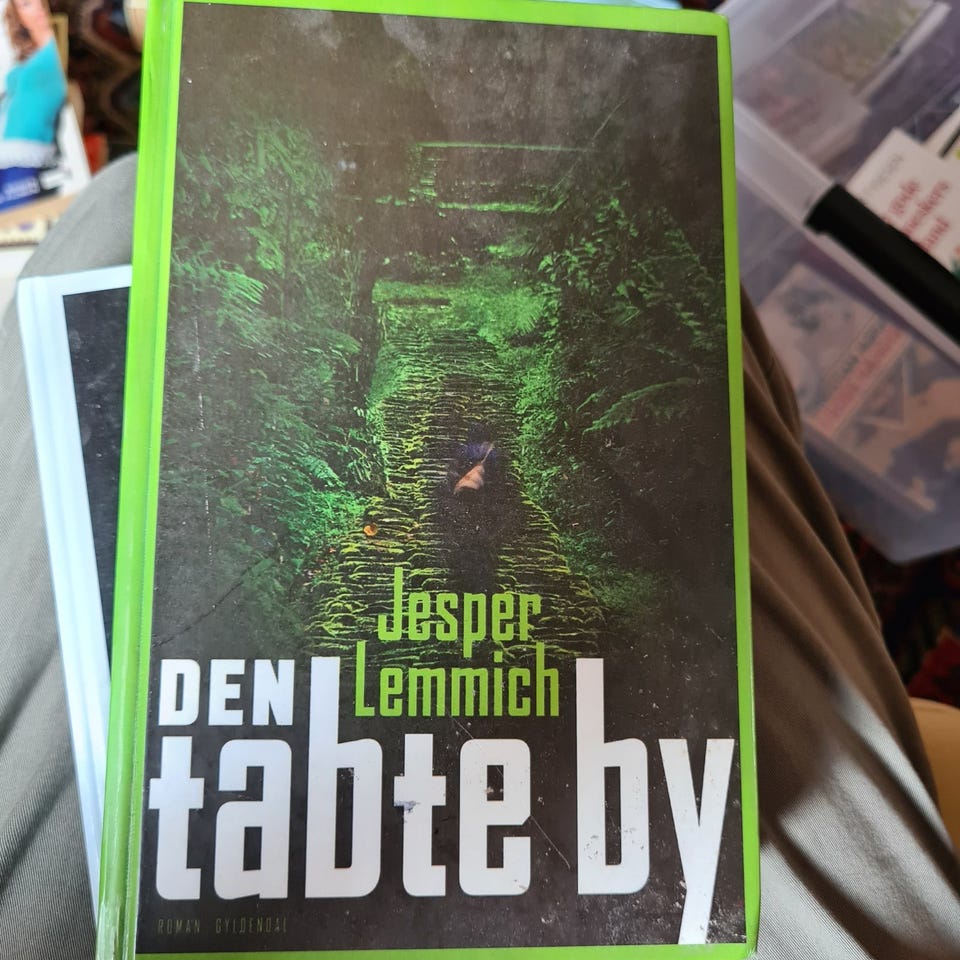 Jesper
Lemmich
DEN
tabte by
ROMAN GYLDENDAL